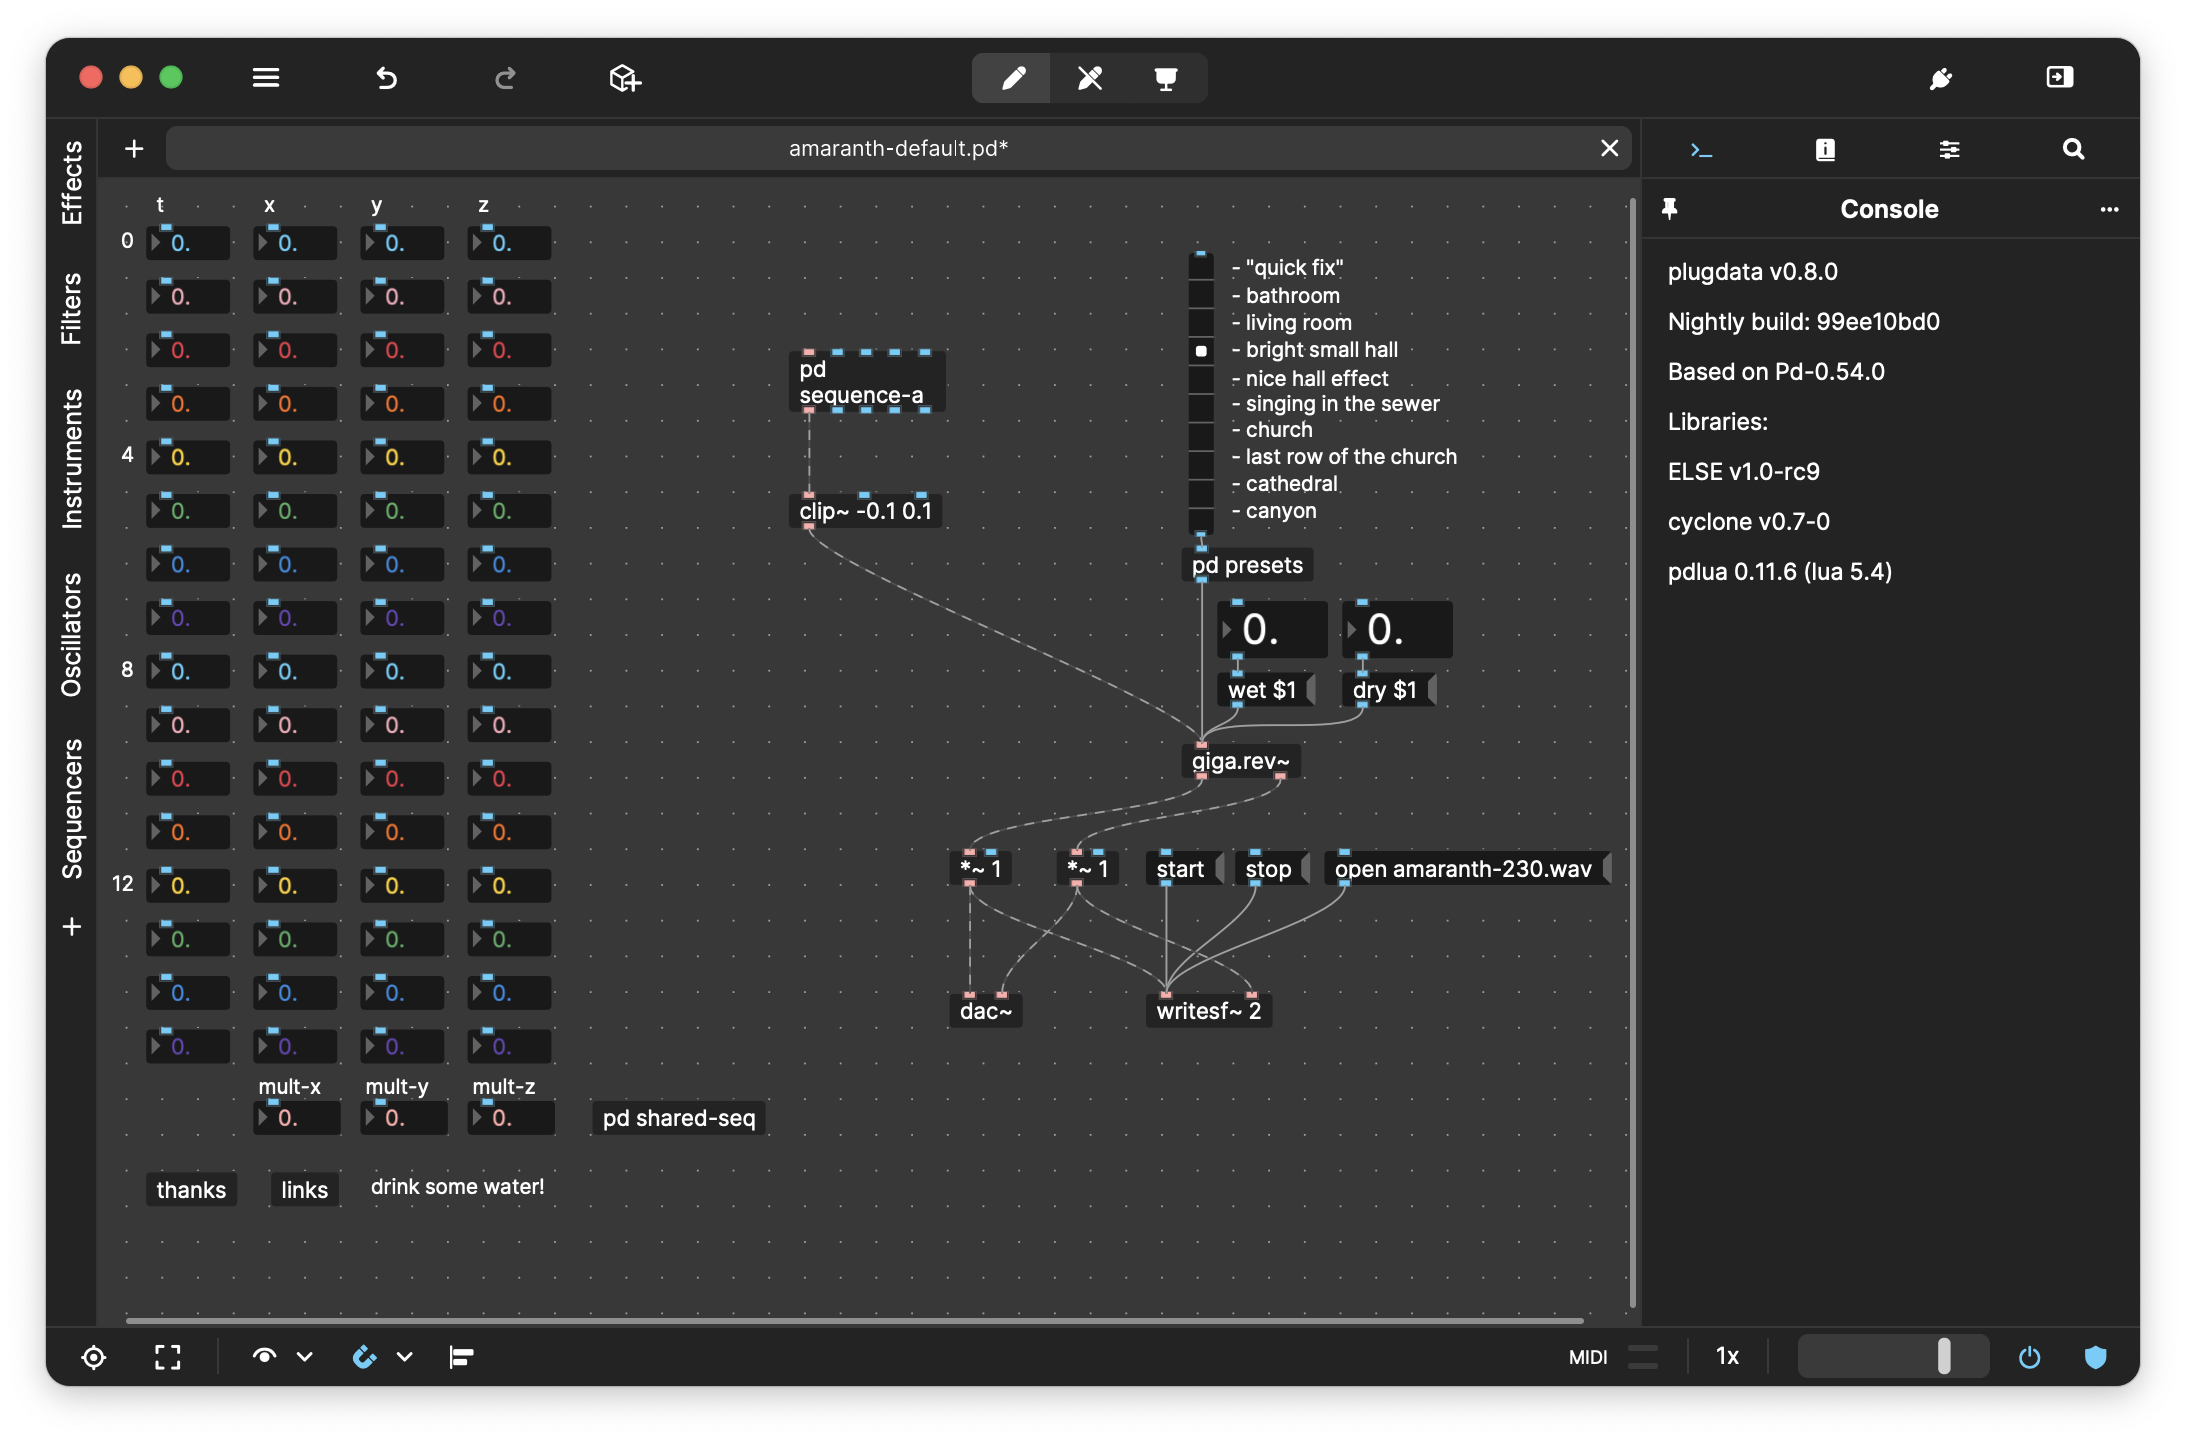 amaranth-default.pd*
Effects
Filters
Instruments
Oscillators
Sequencers
+
t x y z
0 0. 0. 0. 0.
0. 0. 0. 0.
0. 0. 0. 0.
0. 0. 0. 0.
4 0. 0. 0. 0.
0. 0. 0. 0.
0. 0. 0. 0.
0. 0. 0. 0.
8 0. 0. 0. 0.
0. 0. 0. 0.
0. 0. 0. 0.
0. 0. 0. 0.
12 0. 0. 0. 0.
0. 0. 0. 0.
0. 0. 0. 0.
0. 0. 0. 0.
mult-x mult-y mult-z
0. 0. 0.
pd shared-seq
thanks links drink some water!
pd
sequence-a
clip~ -0.1 0.1
- "quick fix"
- bathroom
- living room
- bright small hall
- nice hall effect
- singing in the sewer
- church
- last row of the church
- cathedral
- canyon
pd presets
0. 0.
wet $1 dry $1
giga.rev~
*~ 1 *~ 1 start stop open amaranth-230.wav
dac~ writesf~ 2
Console
plugdata v0.8.0
Nightly build: 99ee10bd0
Based on Pd-0.54.0
Libraries:
ELSE v1.0-rc9
cyclone v0.7-0
pdlua 0.11.6 (lua 5.4)
MIDI 1x